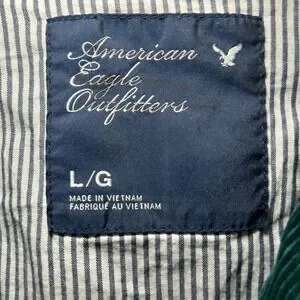 American
Eagle
Outfitters
L/G
MADE IN VIETNAM
FABRIQUÉ AU VIETNAM